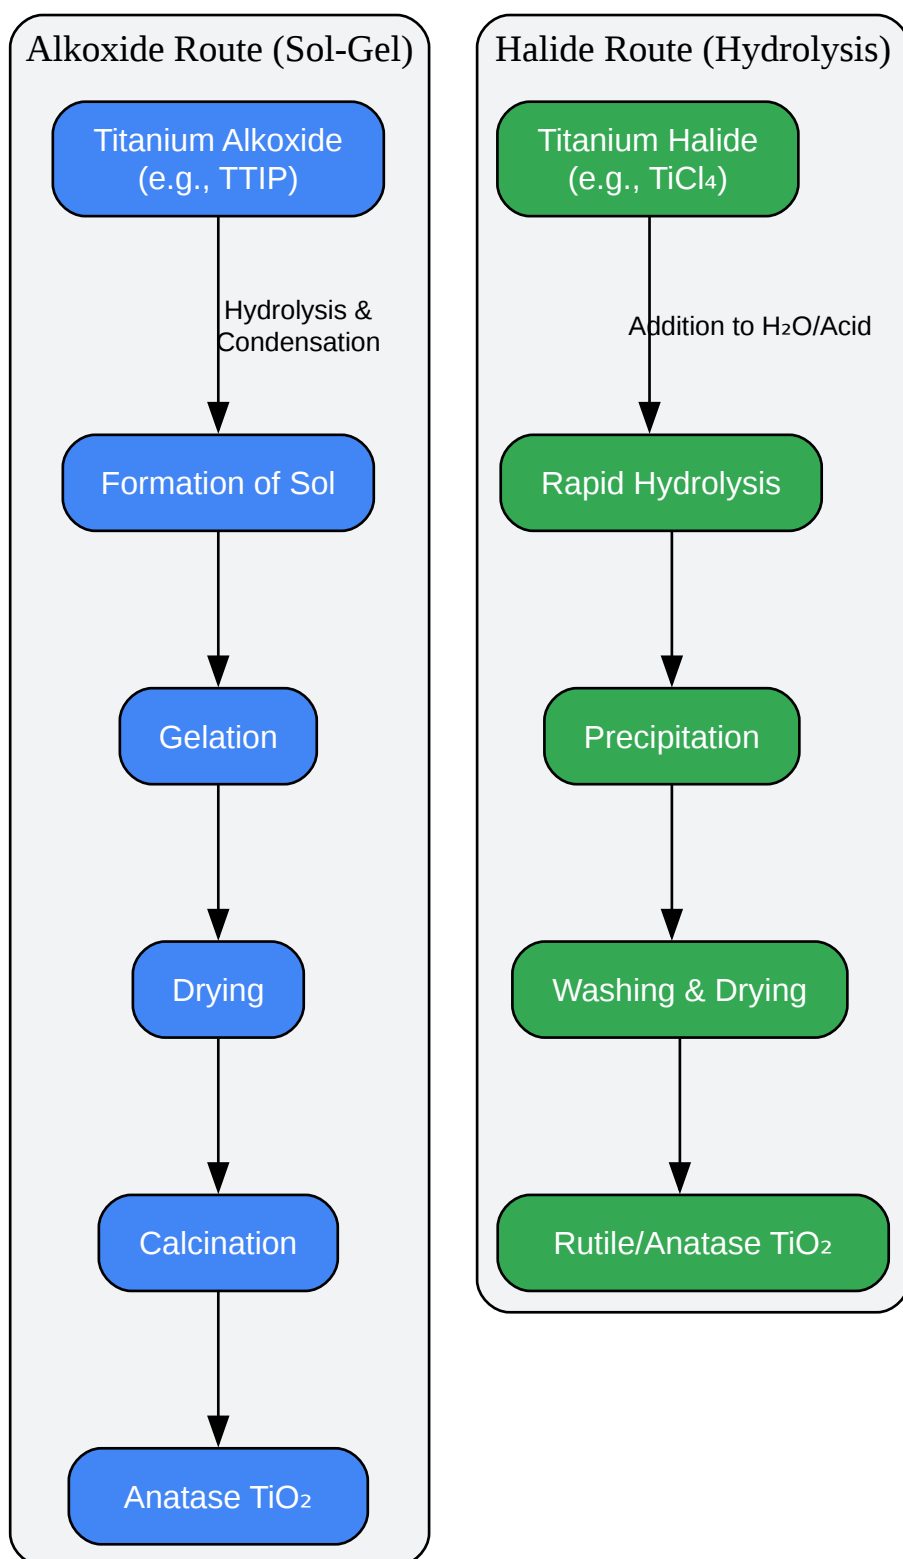 Alkoxide Route (Sol-Gel)
Titanium Alkoxide
(e.g., TTIP)
Hydrolysis &
Condensation
Formation of Sol
Gelation
Drying
Calcination
Anatase TiO₂
Halide Route (Hydrolysis)
Titanium Halide
(e.g., TiCl₄)
Addition to H₂O/Acid
Rapid Hydrolysis
Precipitation
Washing & Drying
Rutile/Anatase TiO₂